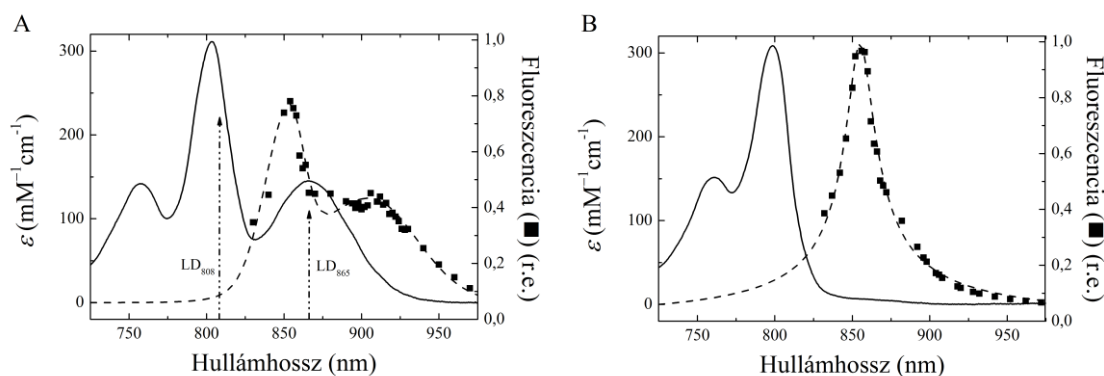 A
ε (mM⁻¹cm⁻¹)
300
200
100
0
LD₈₀₈
LD₈₆₅
1,0
0,8
0,6
0,4
0,2
0,0
Fluoreszcencia (■) (r.e.)
750 800 850 900 950
Hullámhossz (nm)
B
ε (mM⁻¹cm⁻¹)
300
200
100
0
1,0
0,8
0,6
0,4
0,2
0,0
Fluoreszcencia (■) (r.e.)
750 800 850 900 950
Hullámhossz (nm)